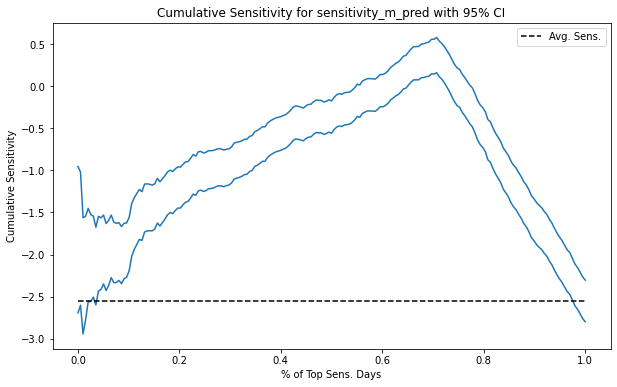 Cumulative Sensitivity for sensitivity_m_pred with 95% CI
Avg. Sens.
Cumulative Sensitivity
0.5
0.0
−0.5
−1.0
−1.5
−2.0
−2.5
−3.0
0.0 0.2 0.4 0.6 0.8 1.0
% of Top Sens. Days